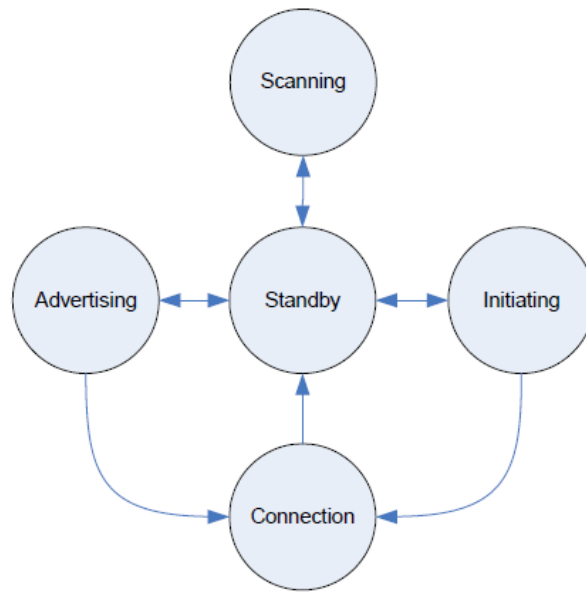 Scanning
Advertising
Standby
Initiating
Connection